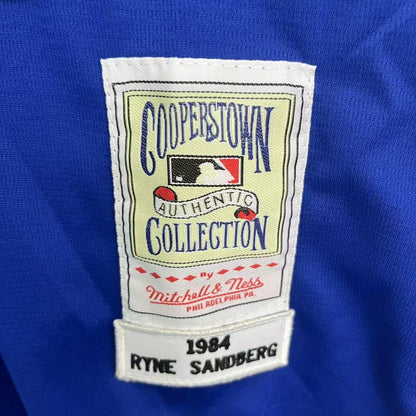 COOPERSTOWN
AUTHENTIC
COLLECTION
By
Mitchell & Ness
PHILADELPHIA, PA.
1984
RYNE SANDBERG